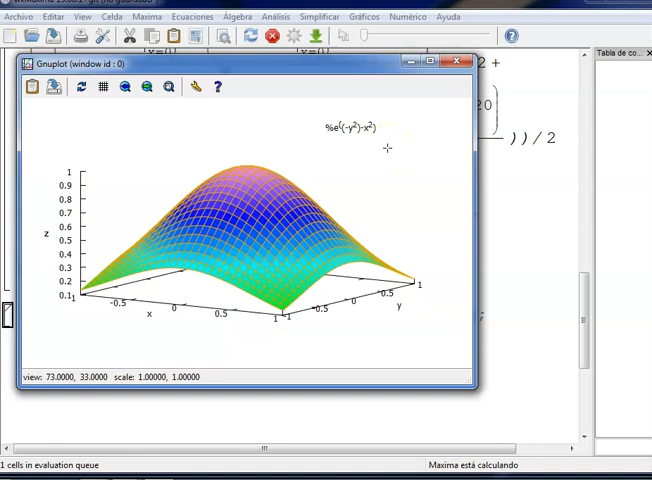 Archivo Editar View Celda Maxima Ecuaciones Álgebra Análisis Simplificar Gráficos Numérico Ayuda
Gnuplot (window id : 0)
Tabla de co...
2 +
20
) ) / 2
%e^((-y^2)-x^2)
1
0.9
0.8
0.7
z
0.6
0.5
0.4
0.3
0.2
0.1
-1
-0.5
x
0
0.5
1
-1
-0.5
0
y
0.5
1
;
view: 73.0000, 33.0000 scale: 1.00000, 1.00000
1 cells in evaluation queue
Maxima está calculando